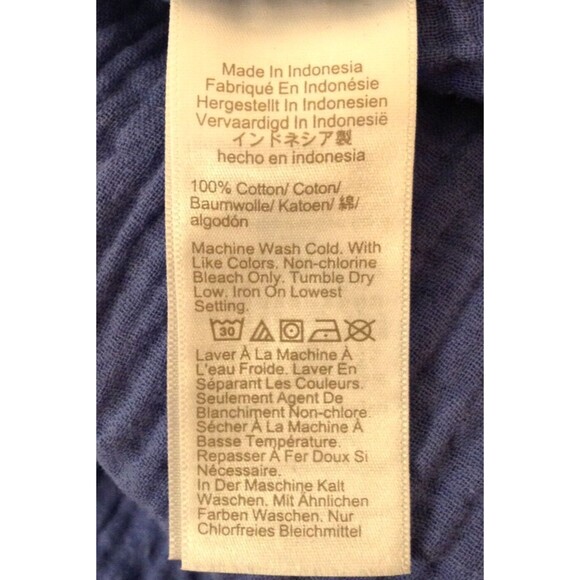 Made In Indonesia
Fabriqué En Indonésie
Hergestellt In Indonesien
Vervaardigd In Indonesië
インドネシア製
hecho en indonesia
100% Cotton/ Coton/
Baumwolle/ Katoen/ 綿/
algodón
Machine Wash Cold. With
Like Colors. Non-chlorine
Bleach Only. Tumble Dry
Low. Iron On Lowest
Setting.
30
Laver À La Machine À
L'eau Froide. Laver En
Séparant Les Couleurs.
Seulement Agent De
Blanchiment Non-chlore.
Sécher À La Machine À
Basse Température.
Repasser À Fer Doux Si
Nécessaire.
In Der Maschine Kalt
Waschen. Mit Ähnlichen
Farben Waschen. Nur
Chlorfreies Bleichmittel